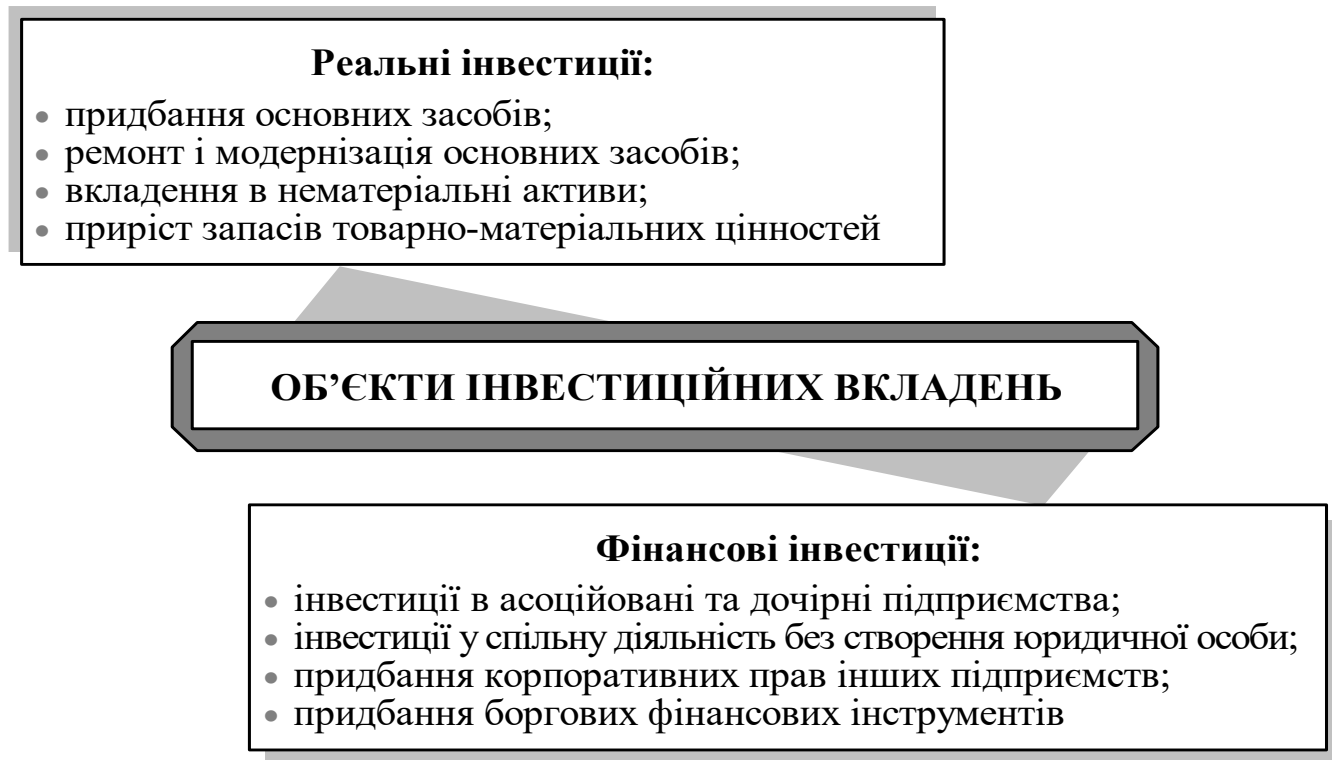 Реальні інвестиції:
• придбання основних засобів;
• ремонт і модернізація основних засобів;
• вкладення в нематеріальні активи;
• приріст запасів товарно-матеріальних цінностей
ОБ’ЄКТИ ІНВЕСТИЦІЙНИХ ВКЛАДЕНЬ
Фінансові інвестиції:
• інвестиції в асоційовані та дочірні підприємства;
• інвестиції у спільну діяльність без створення юридичної особи;
• придбання корпоративних прав інших підприємств;
• придбання боргових фінансових інструментів